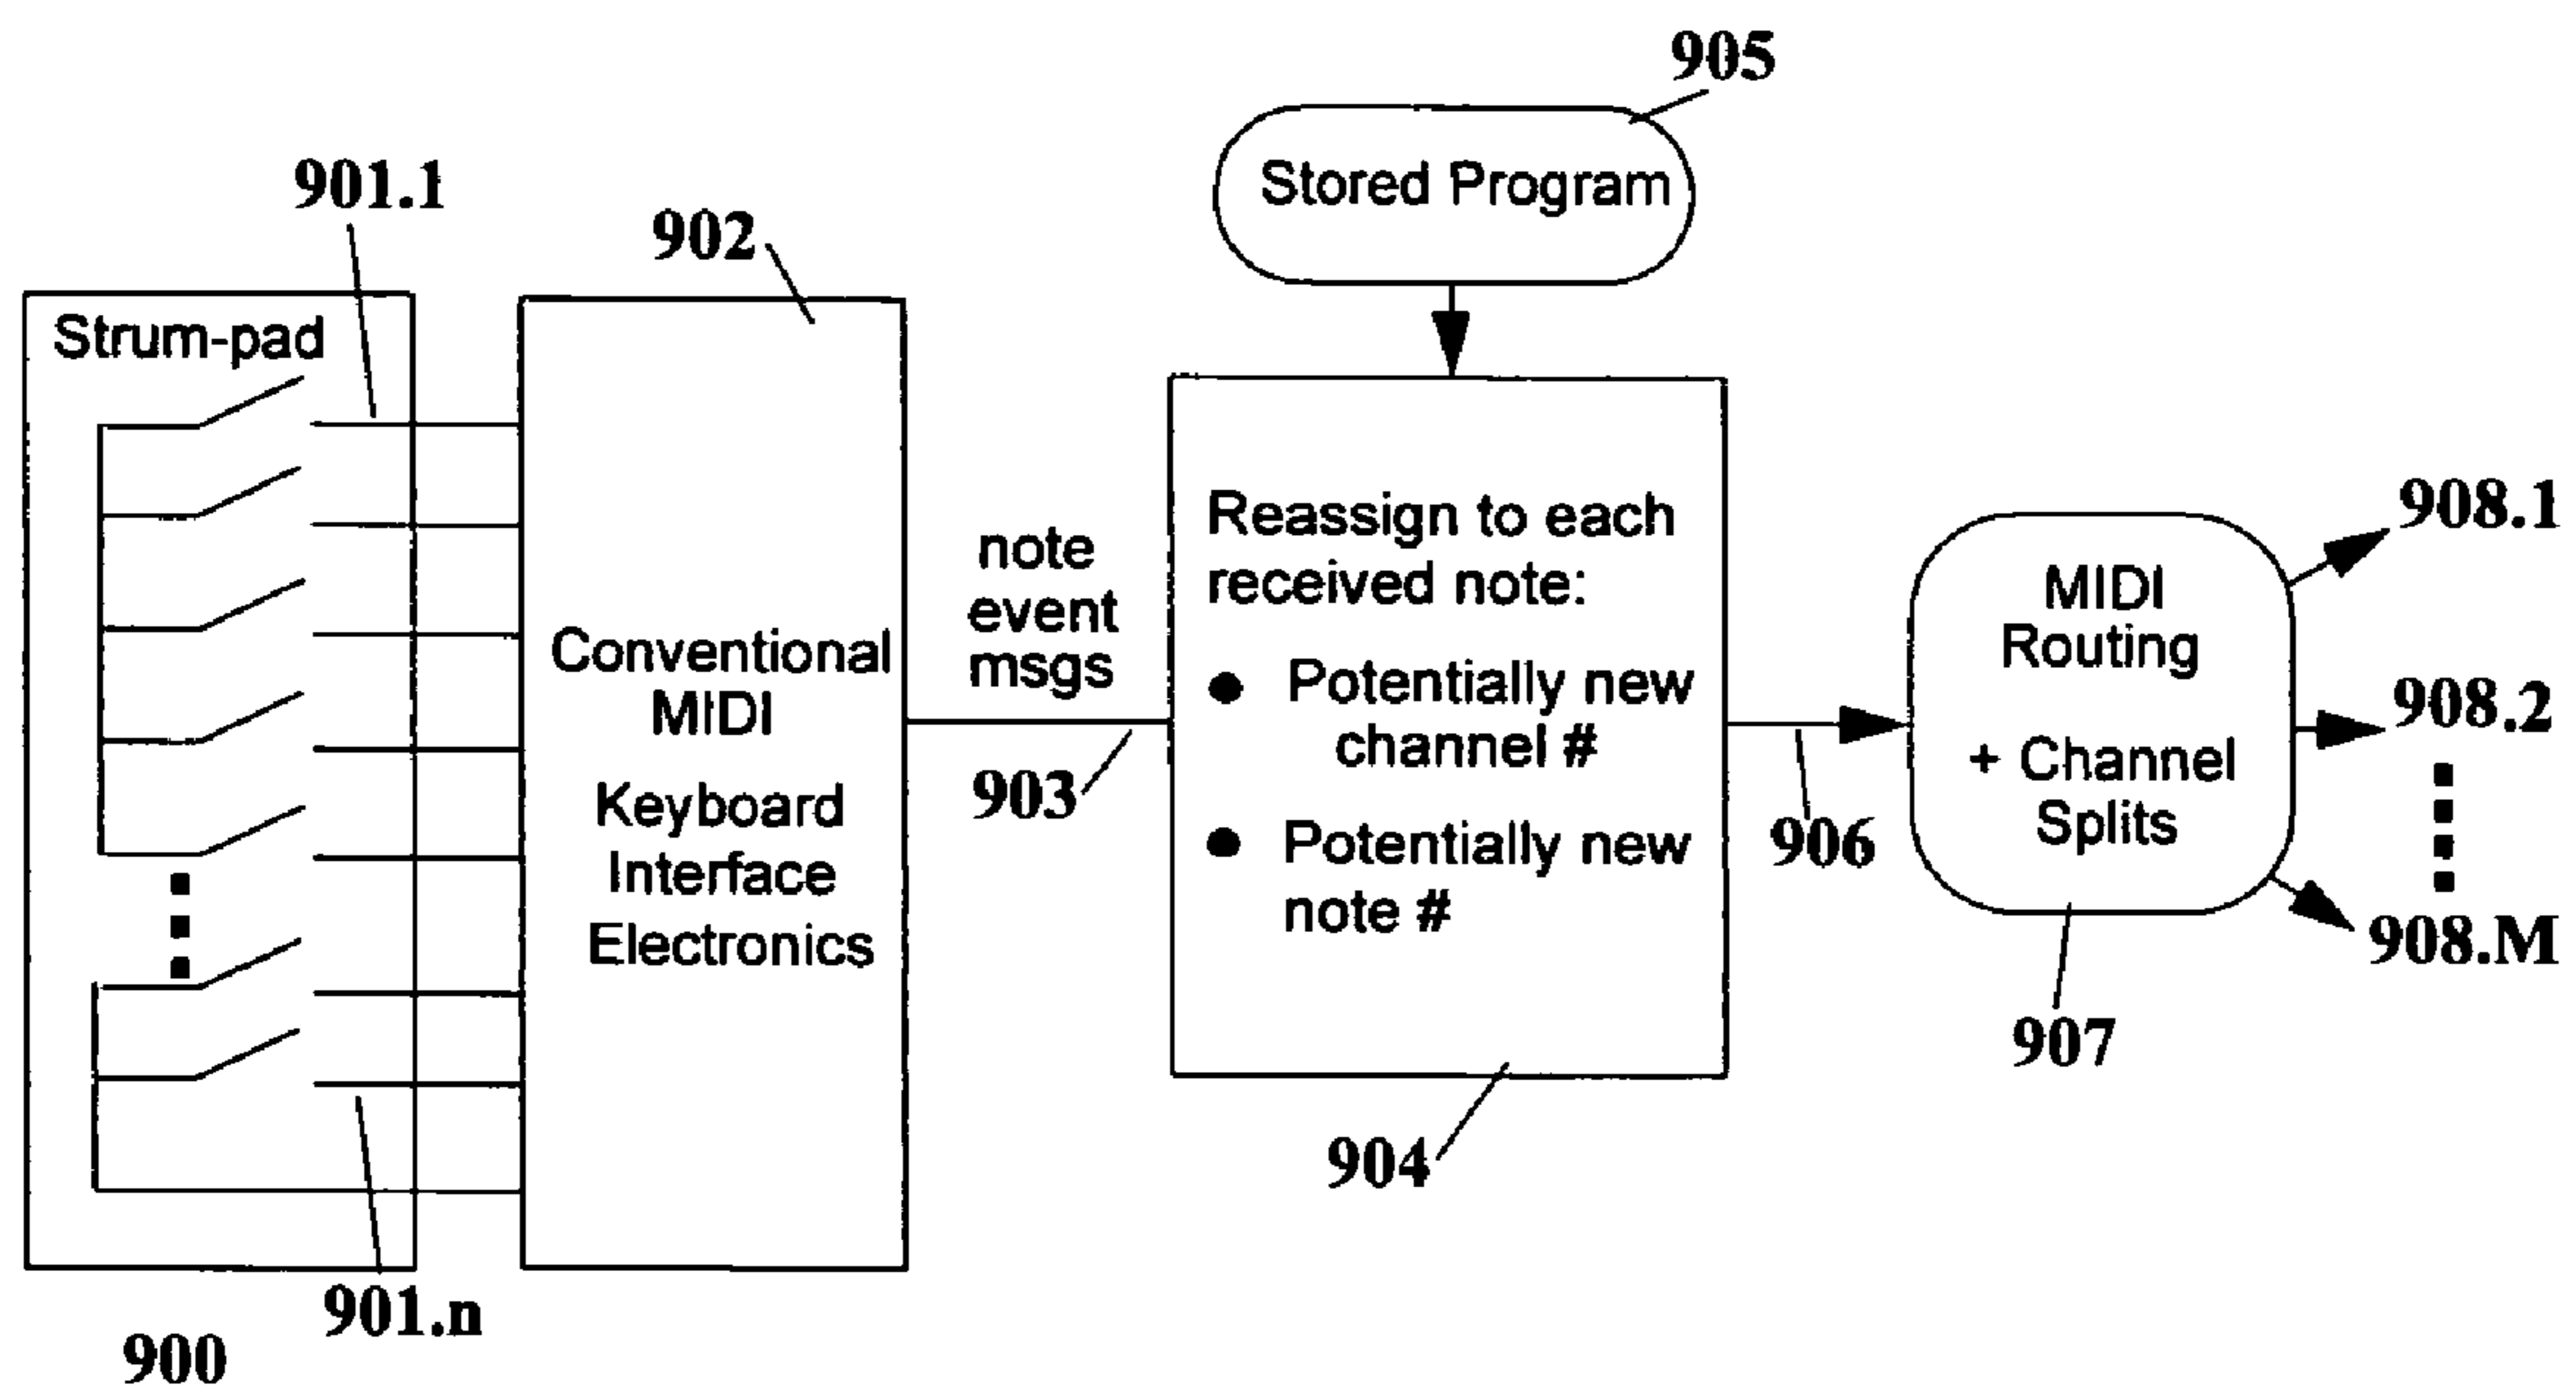 905
Stored Program
901.1
902
Strum-pad
Conventional
MIDI
Keyboard
Interface
Electronics
note
event
msgs
903
Reassign to each
received note:
● Potentially new
channel #
● Potentially new
note #
904
906
MIDI
Routing
+ Channel
Splits
907
908.1
908.2
908.M
901.n
900